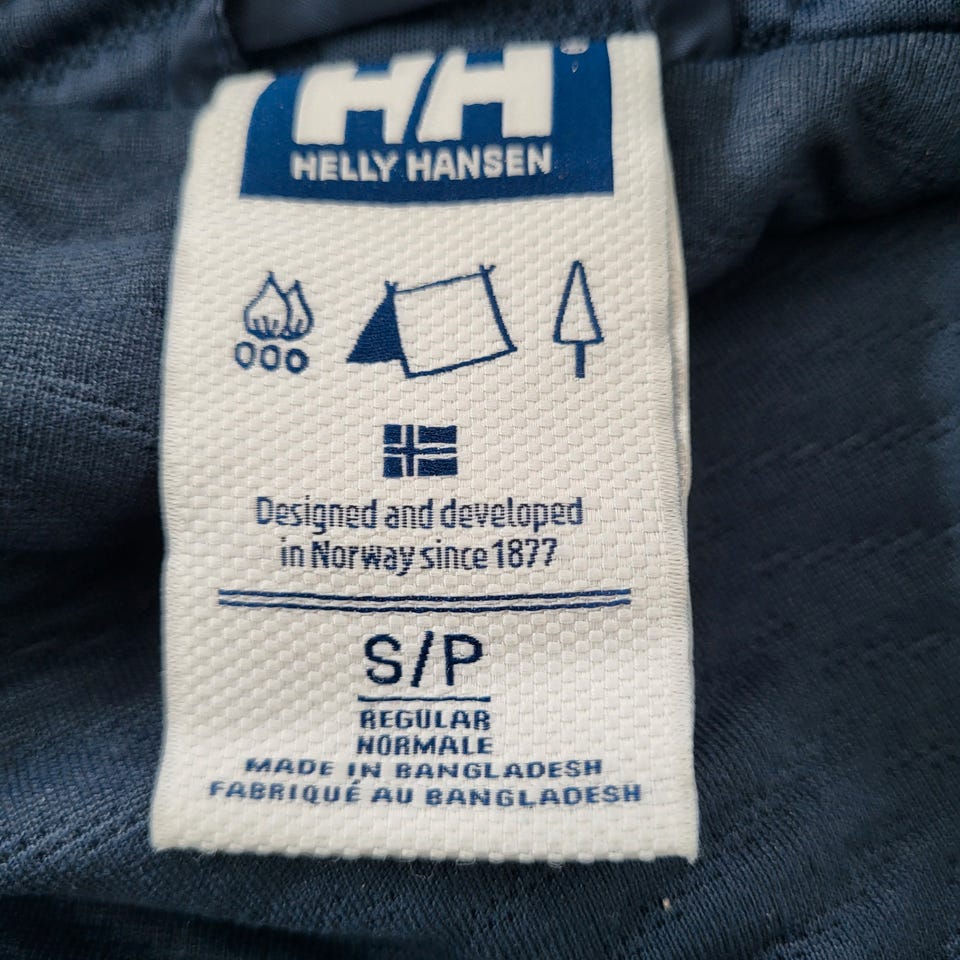 HH
HELLY HANSEN
Designed and developed
in Norway since 1877
S/P
REGULAR
NORMALE
MADE IN BANGLADESH
FABRIQUÉ AU BANGLADESH